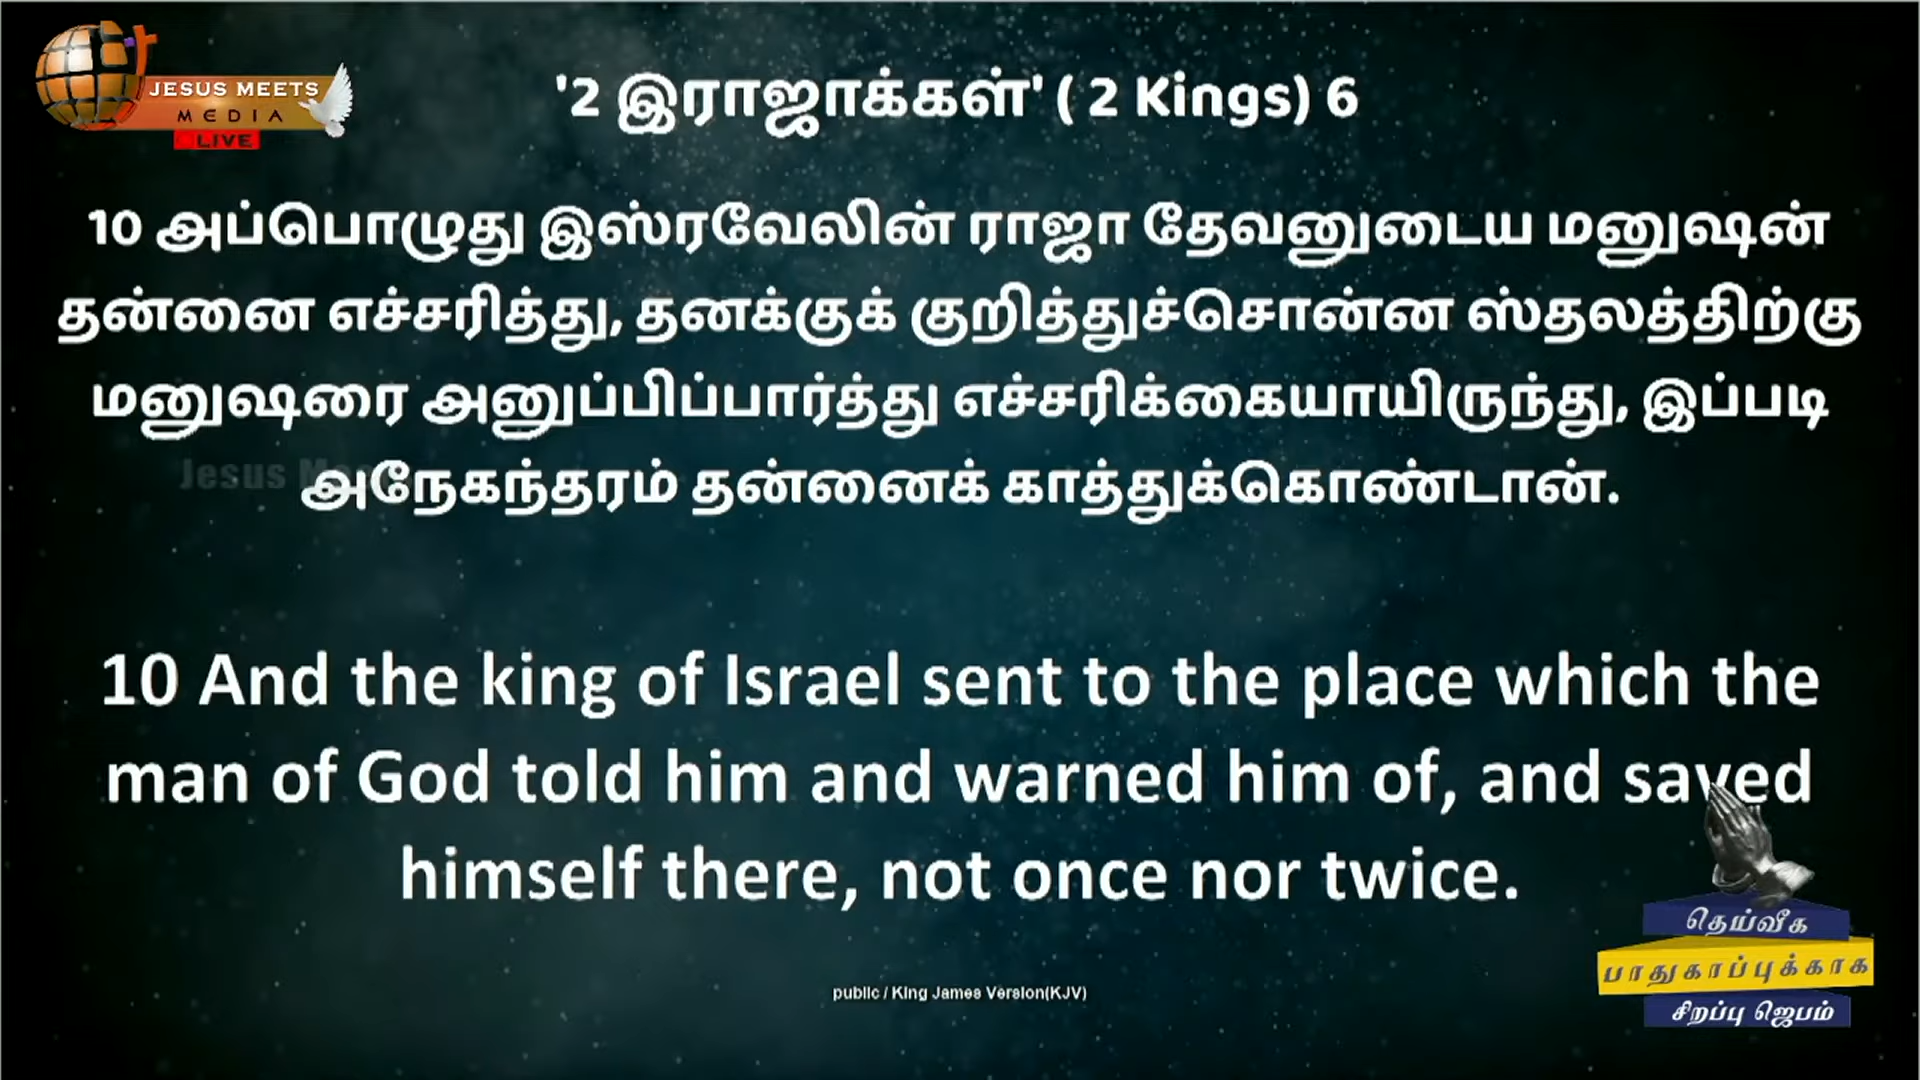 JESUS MEETS
MEDIA
LIVE
'2 இராஜாக்கள்' ( 2 Kings) 6
10 அப்பொழுது இஸ்ரவேலின் ராஜா தேவனுடைய மனுஷன்
தன்னை எச்சரித்து, தனக்குக் குறித்துச்சொன்ன ஸ்தலத்திற்கு
மனுஷரை அனுப்பிப்பார்த்து எச்சரிக்கையாயிருந்து, இப்படி
அநேகந்தரம் தன்னைக் காத்துக்கொண்டான்.
Jesus
10 And the king of Israel sent to the place which the
man of God told him and warned him of, and saved
himself there, not once nor twice.
public / King James Version(KJV)
தெய்வீக
பாதுகாப்புக்காக
சிறப்பு ஜெபம்